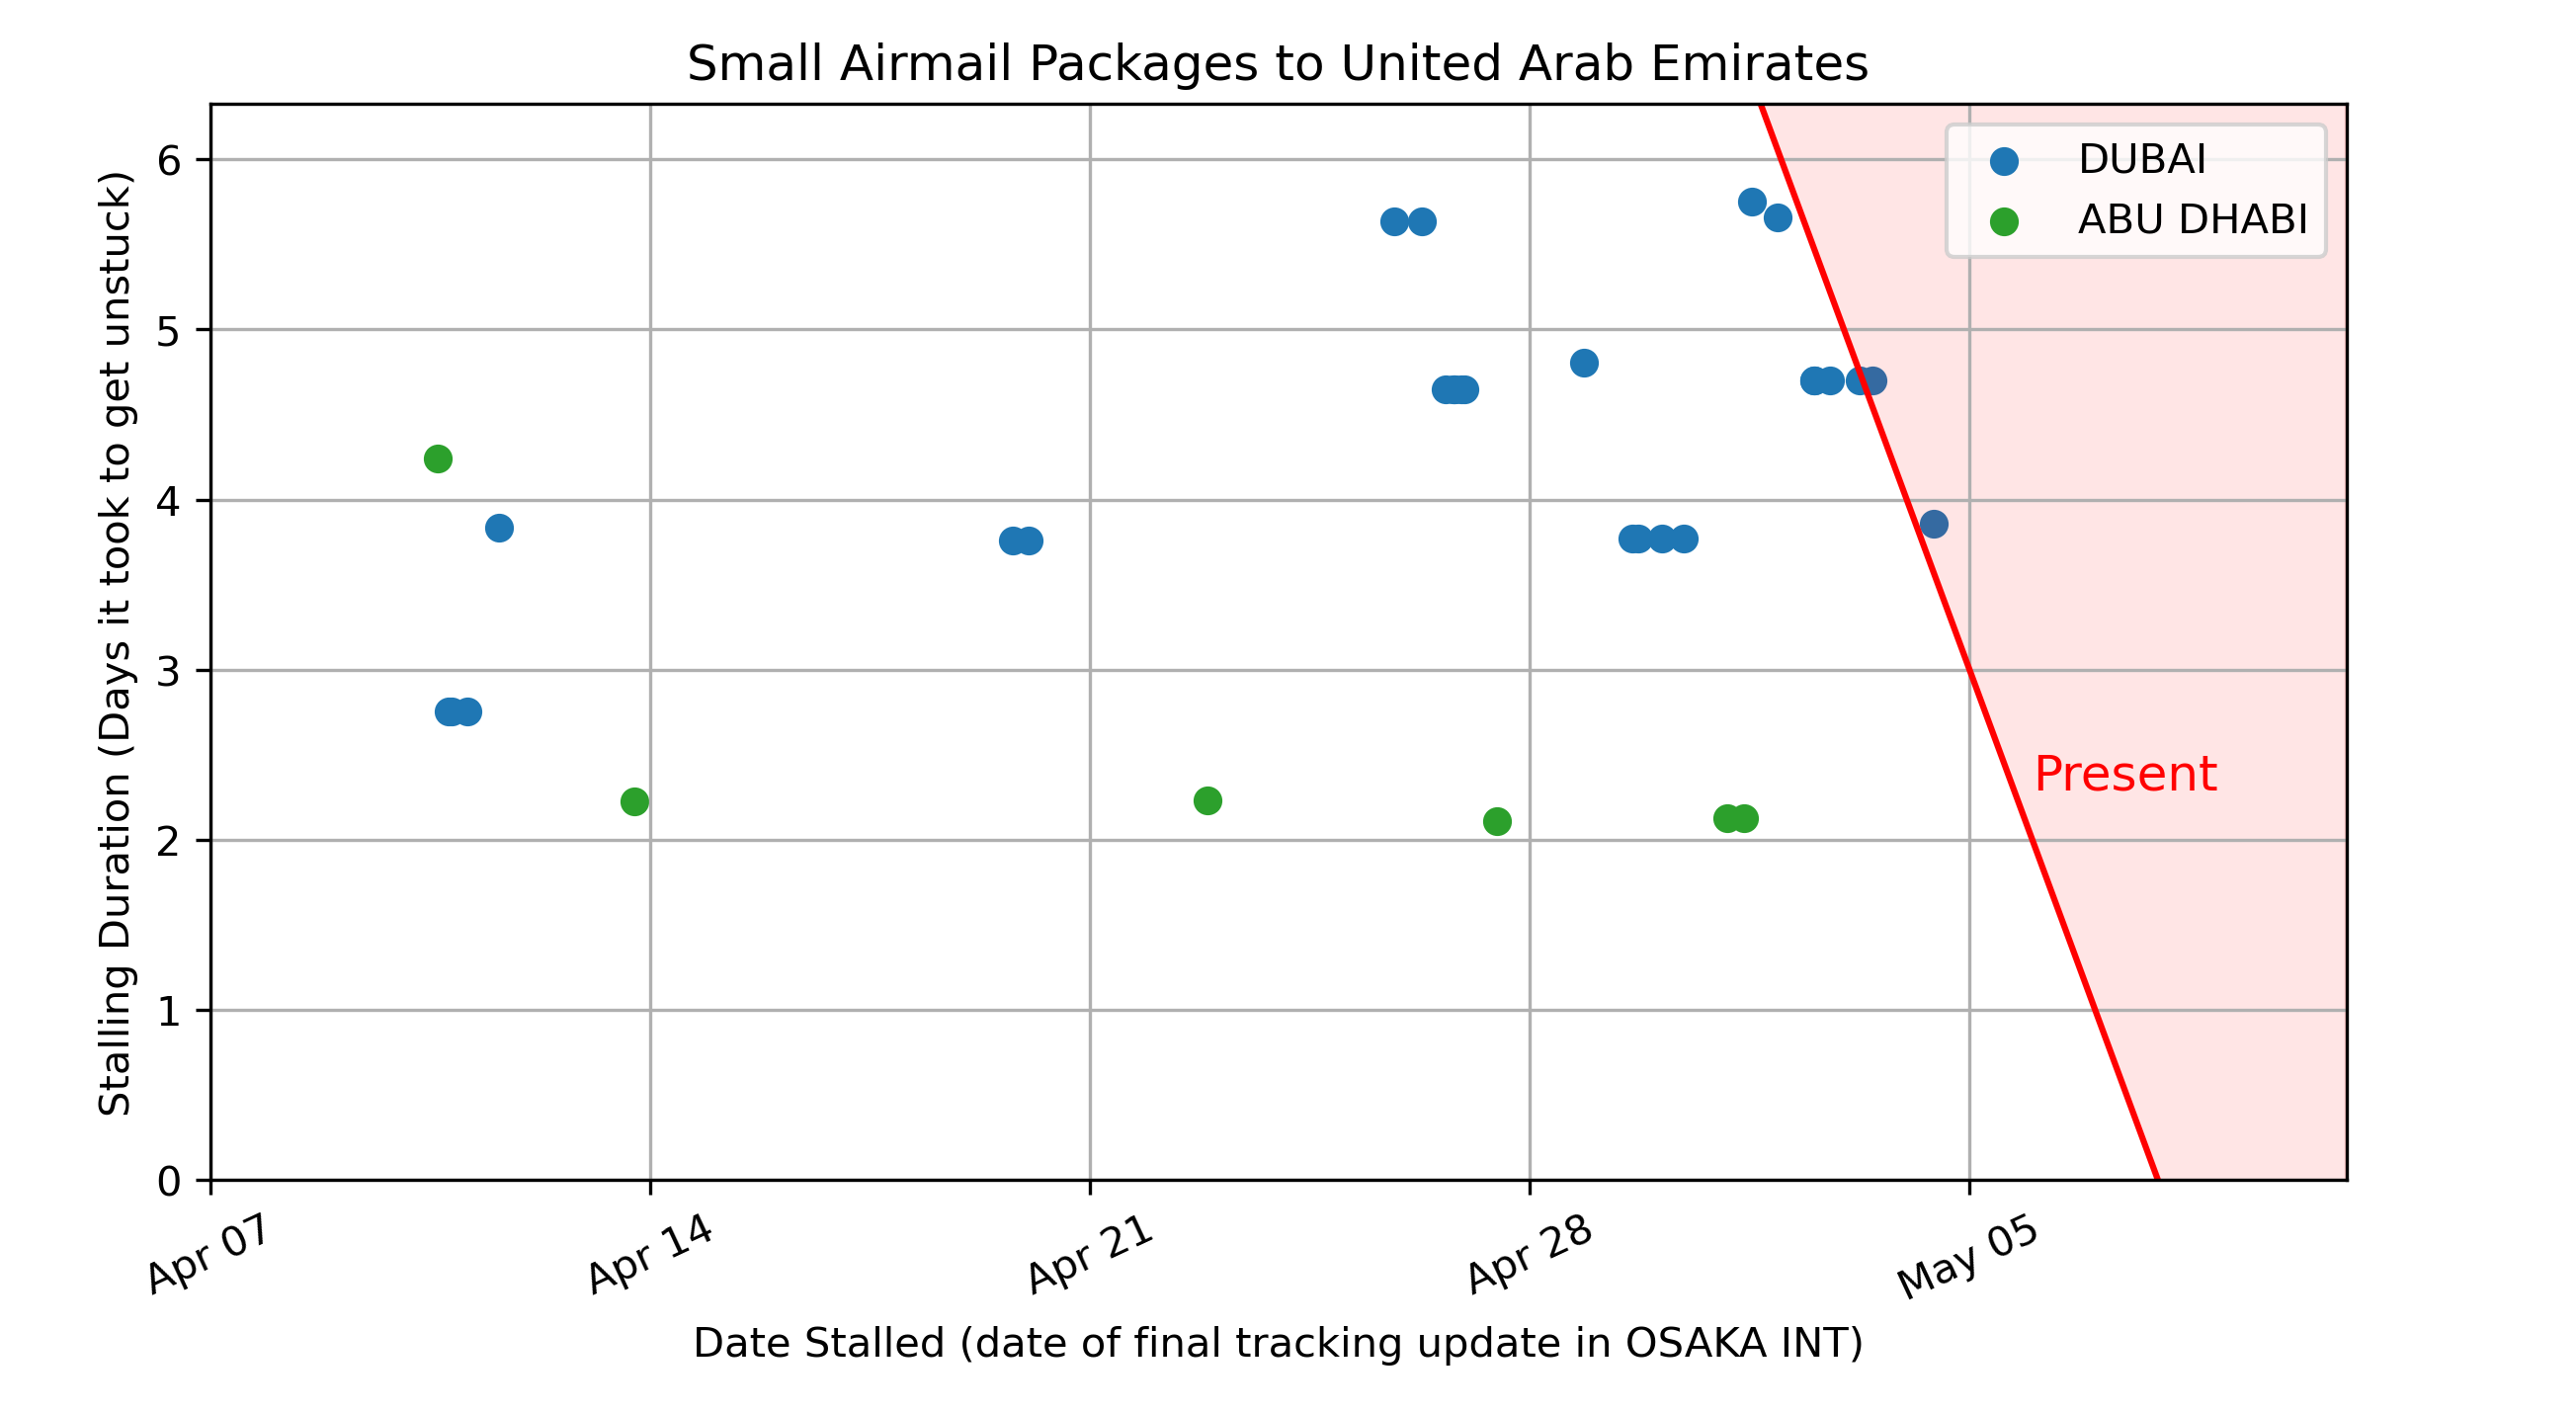 Small Airmail Packages to United Arab Emirates
Stalling Duration (Days it took to get unstuck)
6
5
4
3
2
1
0
DUBAI
ABU DHABI
Present
Apr 07
Apr 14
Apr 21
Apr 28
May 05
Date Stalled (date of final tracking update in OSAKA INT)